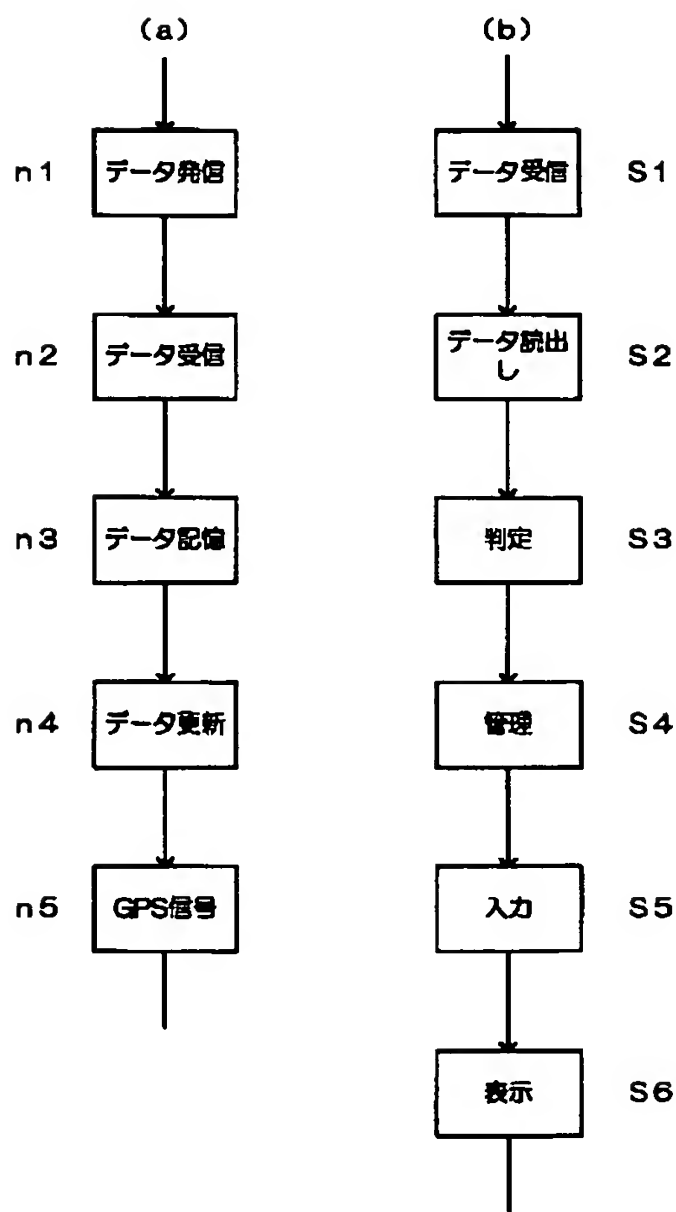 (a)
n1 データ発信
n2 データ受信
n3 データ記憶
n4 データ更新
n5 GPS信号
(b)
データ受信 S1
データ読出
し S2
判定 S3
管理 S4
入力 S5
表示 S6